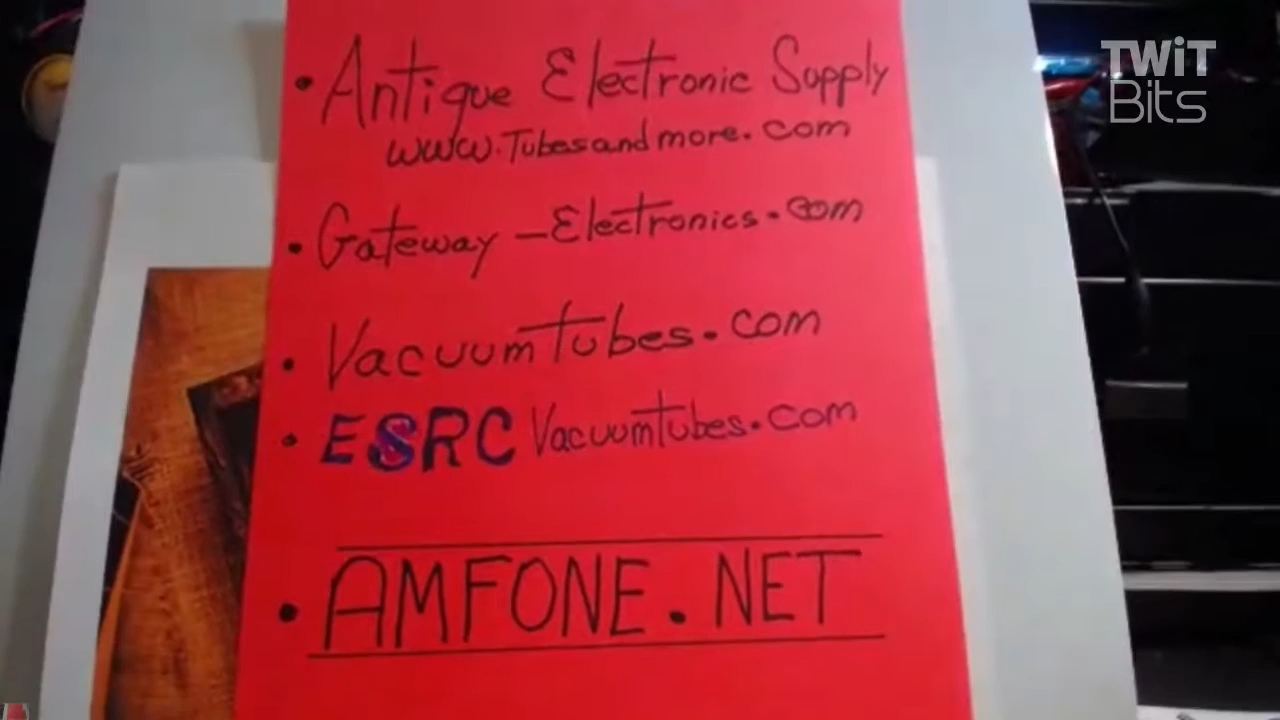 • Antique Electronic Supply
www.Tubesandmore.com
• Gateway-Electronics.com
• Vacuumtubes.com
• ESRC Vacuumtubes.com
• AMFONE.NET
TWiT
Bits